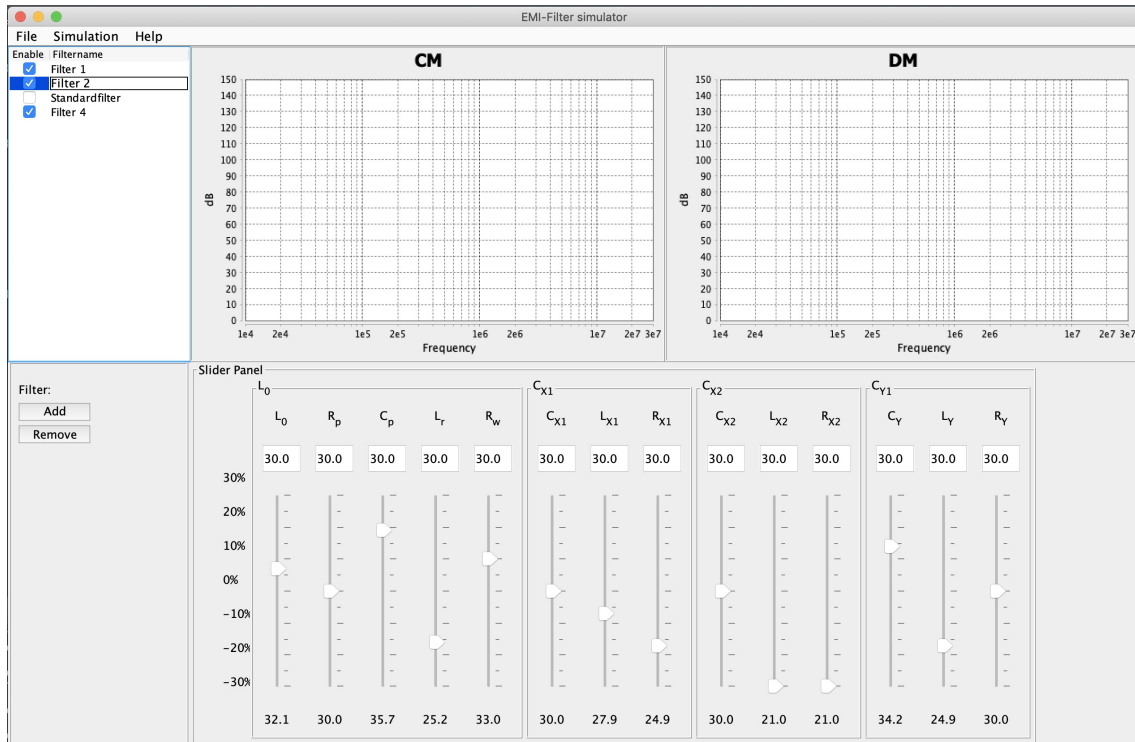 EMI-Filter simulator
File Simulation Help
Enable Filtername
Filter 1
Filter 2
Standardfilter
Filter 4
CM
150
140
130
120
110
100
90
80
70
60
50
40
30
20
10
0
dB
1e4 2e4 1e5 2e5 1e6 2e6 1e7 2e7 3e7
Frequency
DM
150
140
130
120
110
100
90
80
70
60
50
40
30
20
10
0
dB
1e4 2e4 1e5 2e5 1e6 2e6 1e7 2e7 3e7
Frequency
Filter:
Add
Remove
Slider Panel
L0 CX1 CX2 CY1
L0 Rp Cp Lr Rw CX1 LX1 RX1 CX2 LX2 RX2 CY LY RY
30.0 30.0 30.0 30.0 30.0 30.0 30.0 30.0 30.0 30.0 30.0 30.0 30.0 30.0
30%
20%
10%
0%
-10%
-20%
-30%
32.1 30.0 35.7 25.2 33.0 30.0 27.9 24.9 30.0 21.0 21.0 34.2 24.9 30.0